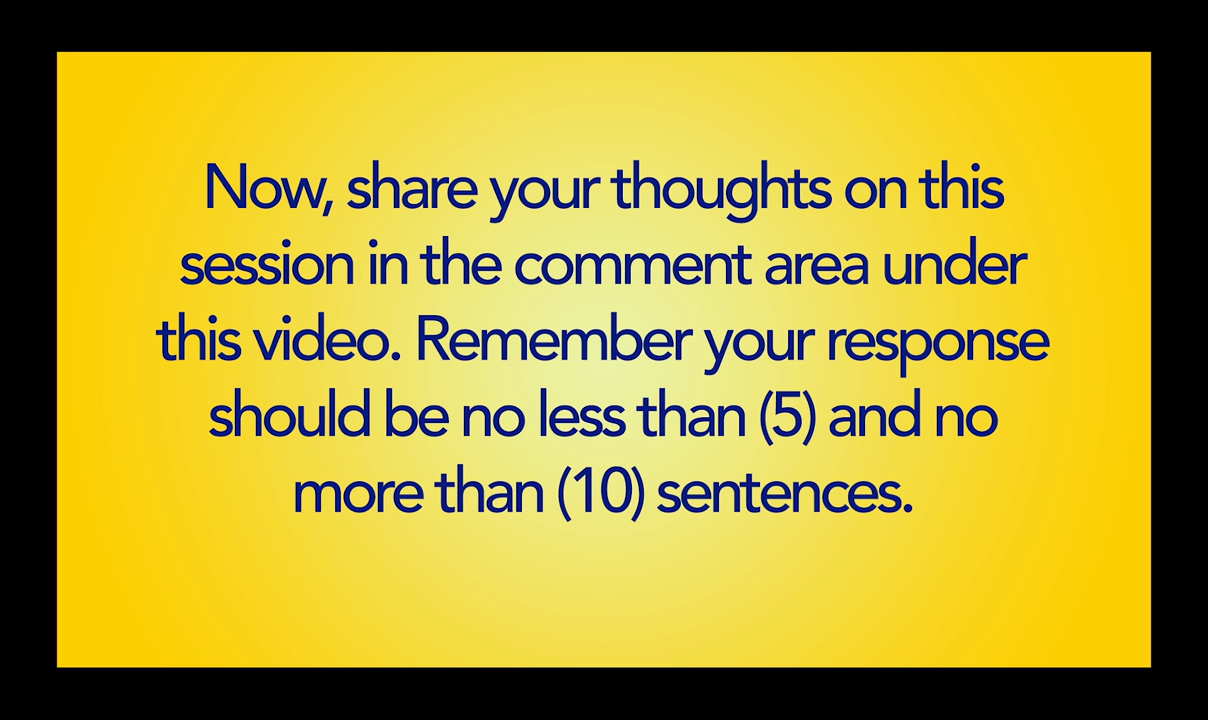 Now, share your thoughts on this
session in the comment area under
this video. Remember your response
should be no less than (5) and no
more than (10) sentences.